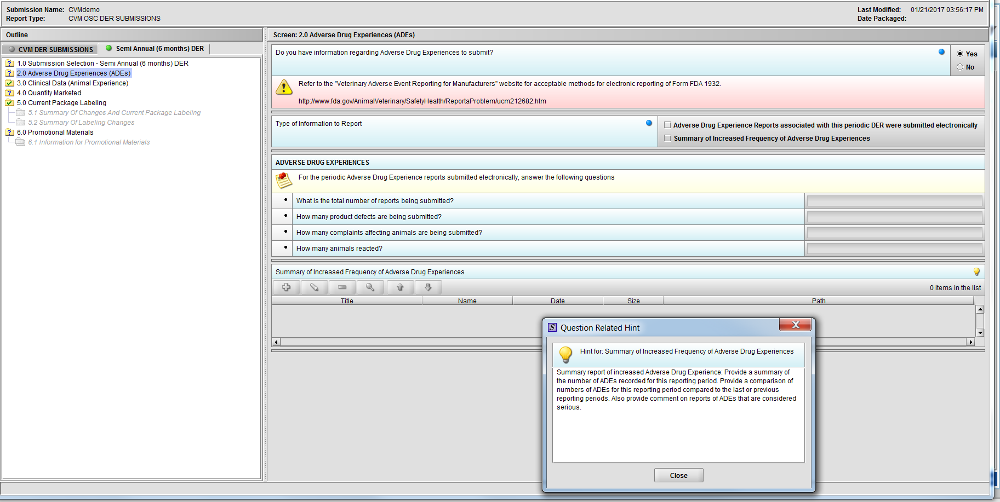 Submission Name: CVMdemo
Last Modified: 01/21/2017 03:56:17 PM
Report Type: CVM OSC DER SUBMISSIONS
Date Packaged:
Outline
CVM DER SUBMISSIONS
Semi Annual (6 months) DER
1.0 Submission Selection - Semi Annual (6 months) DER
2.0 Adverse Drug Experiences (ADEs)
3.0 Clinical Data (Animal Experience)
4.0 Quantity Marketed
5.0 Current Package Labeling
5.1 Summary Of Changes And Current Package Labeling
5.2 Summary Of Labeling Changes
6.0 Promotional Materials
6.1 Information for Promotional Materials
Screen: 2.0 Adverse Drug Experiences (ADEs)
Do you have information regarding Adverse Drug Experiences to submit?
Yes
No
Refer to the "Veterinary Adverse Event Reporting for Manufacturers" website for acceptable methods for electronic reporting of Form FDA 1932.
http://www.fda.gov/AnimalVeterinary/SafetyHealth/ReportaProblem/ucm212682.htm
Type of Information to Report
Adverse Drug Experience Reports associated with this periodic DER were submitted electronically
Summary of Increased Frequency of Adverse Drug Experiences
ADVERSE DRUG EXPERIENCES
For the periodic Adverse Drug Experience reports submitted electronically, answer the following questions
• What is the total number of reports being submitted?
• How many product defects are being submitted?
• How many complaints affecting animals are being submitted?
• How many animals reacted?
Summary of Increased Frequency of Adverse Drug Experiences
0 items in the list
Title Name Date Size Path
Question Related Hint
Hint for: Summary of Increased Frequency of Adverse Drug Experiences
Summary report of increased Adverse Drug Experience: Provide a summary of
the number of ADEs recorded for this reporting period. Provide a comparison of
numbers of ADEs for this reporting period compared to the last or previous
reporting periods. Also provide comment on reports of ADEs that are considered
serious.
Close